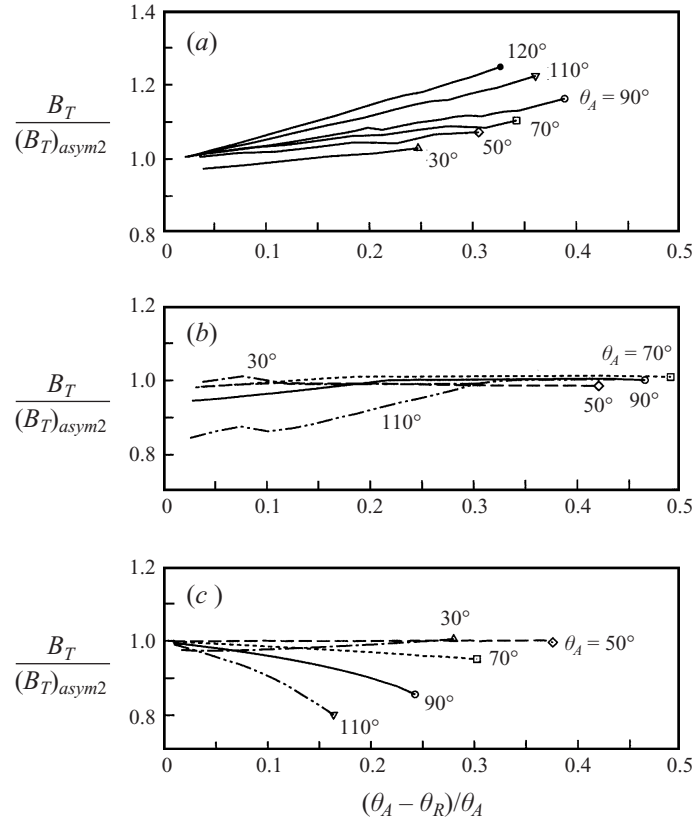 1.4
(a)
120°
110°
1.2
θ_A = 90°
B_T
(B_T)_asym2
70°
1.0
50°
30°
0.8
0 0.1 0.2 0.3 0.4 0.5
1.2
(b)
30°
θ_A = 70°
B_T
(B_T)_asym2
1.0
50° 90°
110°
0.8
0 0.1 0.2 0.3 0.4 0.5
1.2
(c)
30°
B_T
(B_T)_asym2
1.0
θ_A = 50°
70°
90°
0.8
110°
0 0.1 0.2 0.3 0.4 0.5
(θ_A − θ_R)/θ_A